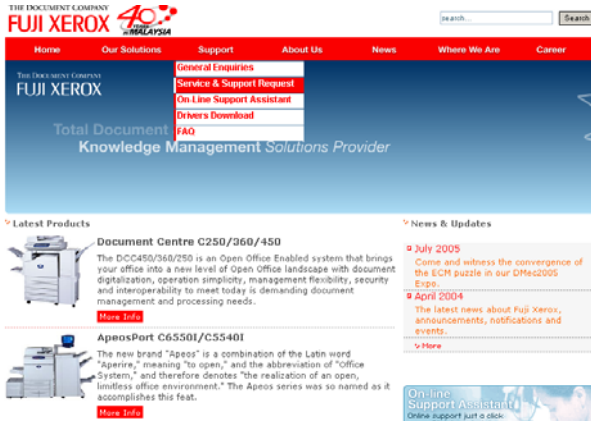 THE DOCUMENT COMPANY
FUJI XEROX
40 YEARS in MALAYSIA
search...
Search
Home
Our Solutions
Support
About Us
News
Where We Are
Career
General Enquiries
Service & Support Request
On-Line Support Assistant
Drivers Download
FAQ
THE DOCUMENT COMPANY
FUJI XEROX
Total Document
Knowledge Management Solutions Provider
Latest Products
Document Centre C250/360/450
The DCC450/360/250 is an Open Office Enabled system that brings
your office into a new level of Open Office landscape with document
digitalization, operation simplicity, management flexibility, security
and interoperability to meet today is demanding document
management and processing needs.
More Info
ApeosPort C6550I/C5540I
The new brand "Apeos" is a combination of the Latin word
"Aperire," meaning "to open," and the abbreviation of "Office
System," and therefore denotes "the realization of an open,
limitless office environment." The Apeos series was so named as it
accomplishes this feat.
More Info
News & Updates
July 2005
Come and witness the convergence of
the ECM puzzle in our DMec2005
Expo.
April 2004
The latest news about Fuji Xerox,
announcements, notifications and
events.
More
On-line
Support Assistant
Online support just a click